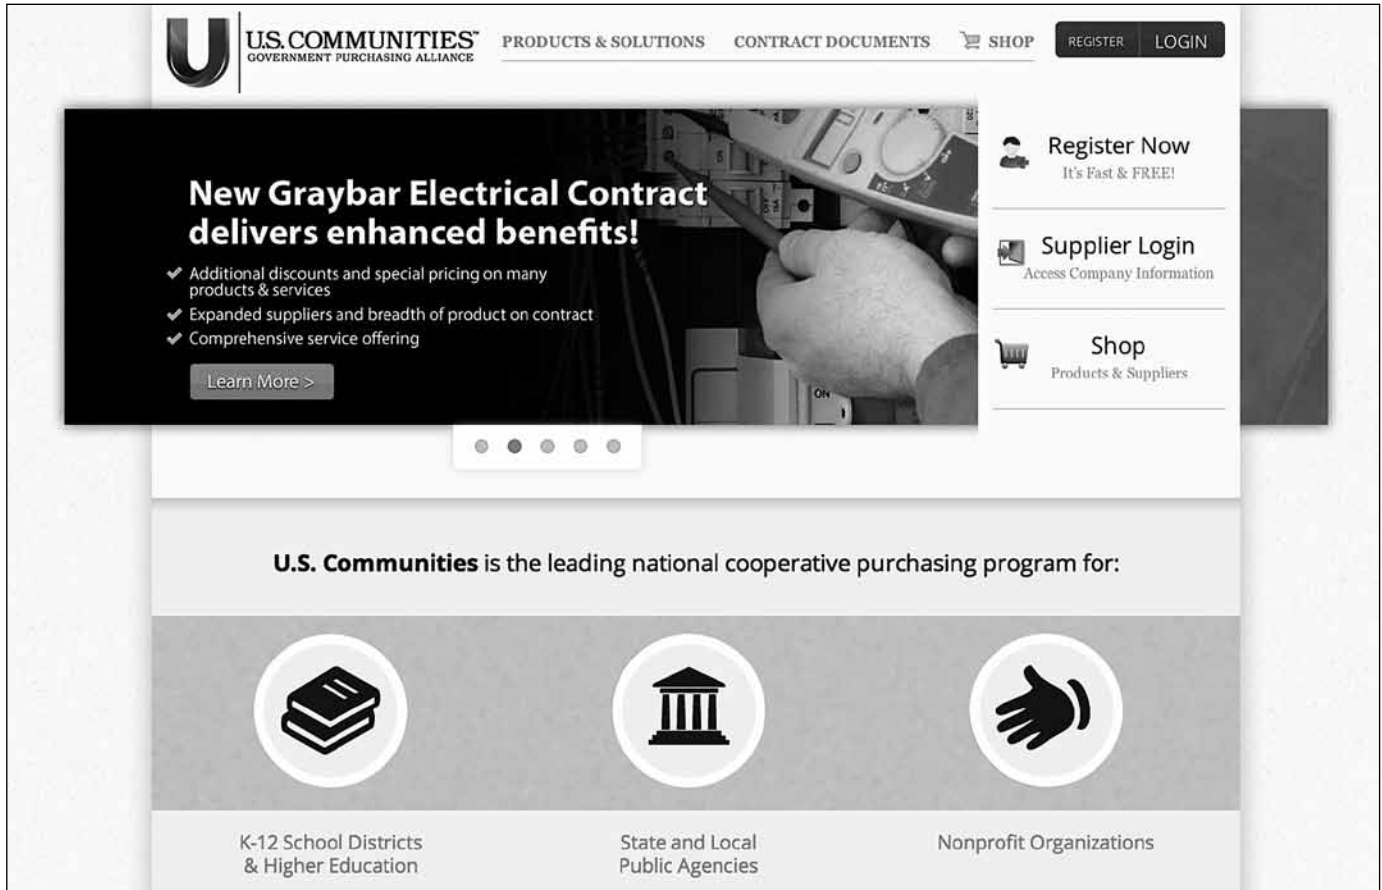 U.S. COMMUNITIES™
GOVERNMENT PURCHASING ALLIANCE
PRODUCTS & SOLUTIONS
CONTRACT DOCUMENTS
SHOP
REGISTER
LOGIN
New Graybar Electrical Contract
delivers enhanced benefits!
Additional discounts and special pricing on many
products & services
Expanded suppliers and breadth of product on contract
Comprehensive service offering
Learn More >
ON
Register Now
It's Fast & FREE!
Supplier Login
Access Company Information
Shop
Products & Suppliers
U.S. Communities is the leading national cooperative purchasing program for:
K-12 School Districts
& Higher Education
State and Local
Public Agencies
Nonprofit Organizations